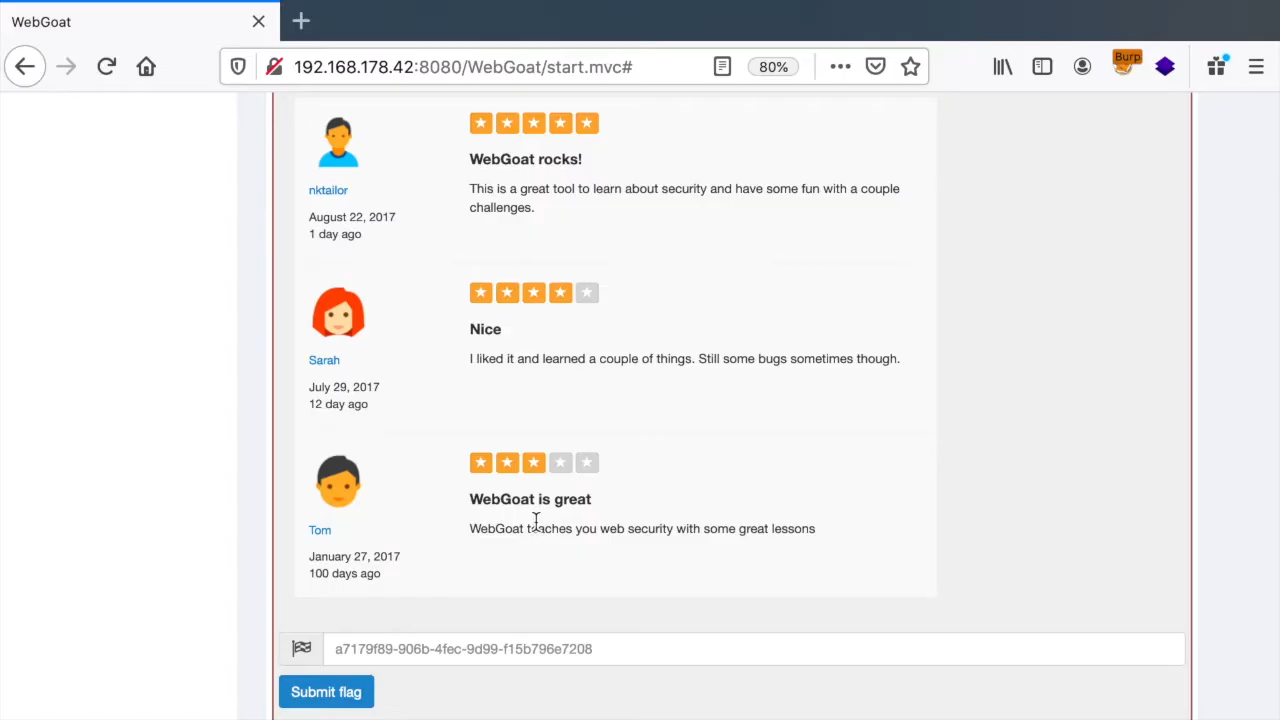 WebGoat
192.168.178.42:8080/WebGoat/start.mvc#
80%
Burp
WebGoat rocks!
nktailor
This is a great tool to learn about security and have some fun with a couple
challenges.
August 22, 2017
1 day ago
Nice
Sarah
I liked it and learned a couple of things. Still some bugs sometimes though.
July 29, 2017
12 day ago
WebGoat is great
Tom
WebGoat teaches you web security with some great lessons
January 27, 2017
100 days ago
a7179f89-906b-4fec-9d99-f15b796e7208
Submit flag